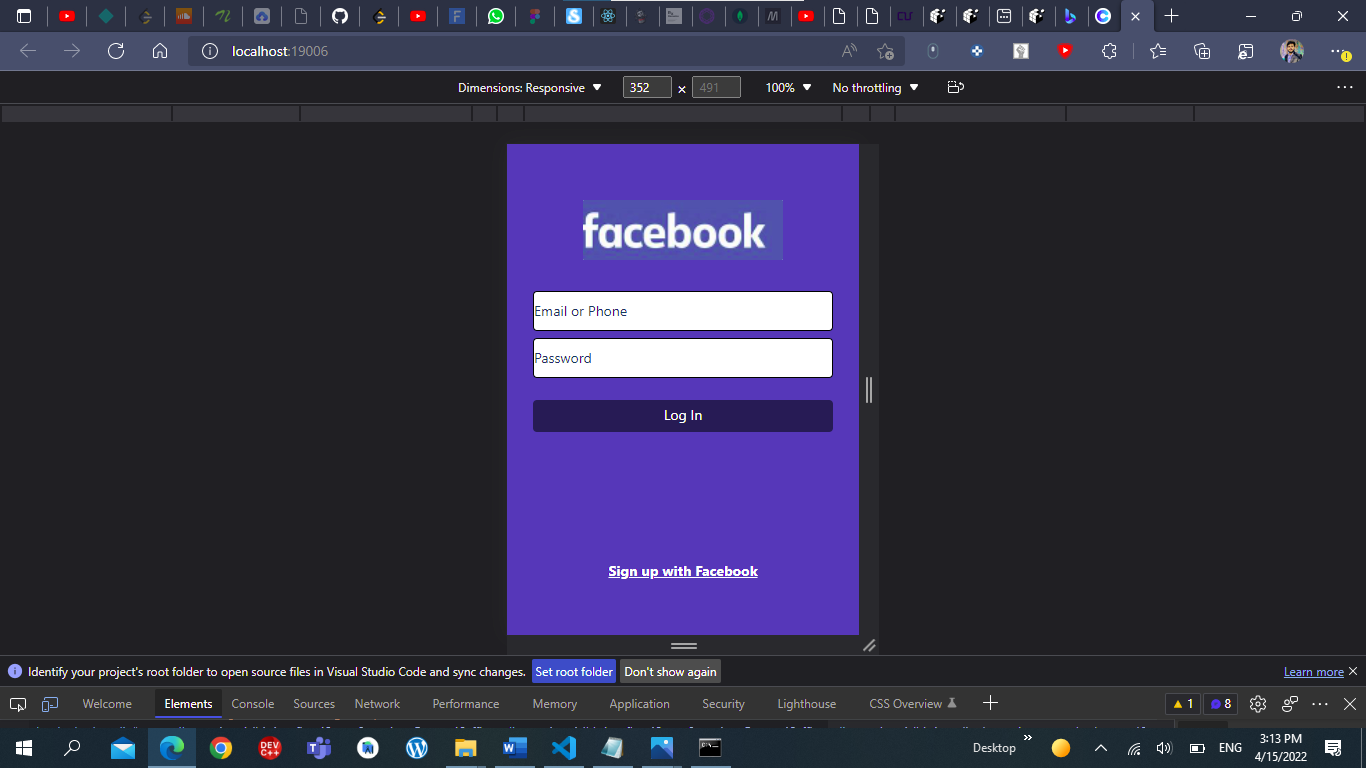 localhost:19006
Dimensions: Responsive 352 × 491 100% No throttling
facebook
Email or Phone
Password
Log In
Sign up with Facebook
Identify your project's root folder to open source files in Visual Studio Code and sync changes. Set root folder Don't show again Learn more
Welcome Elements Console Sources Network Performance Memory Application Security Lighthouse CSS Overview 1 8
DEV C++ Desktop ENG 3:13 PM
4/15/2022